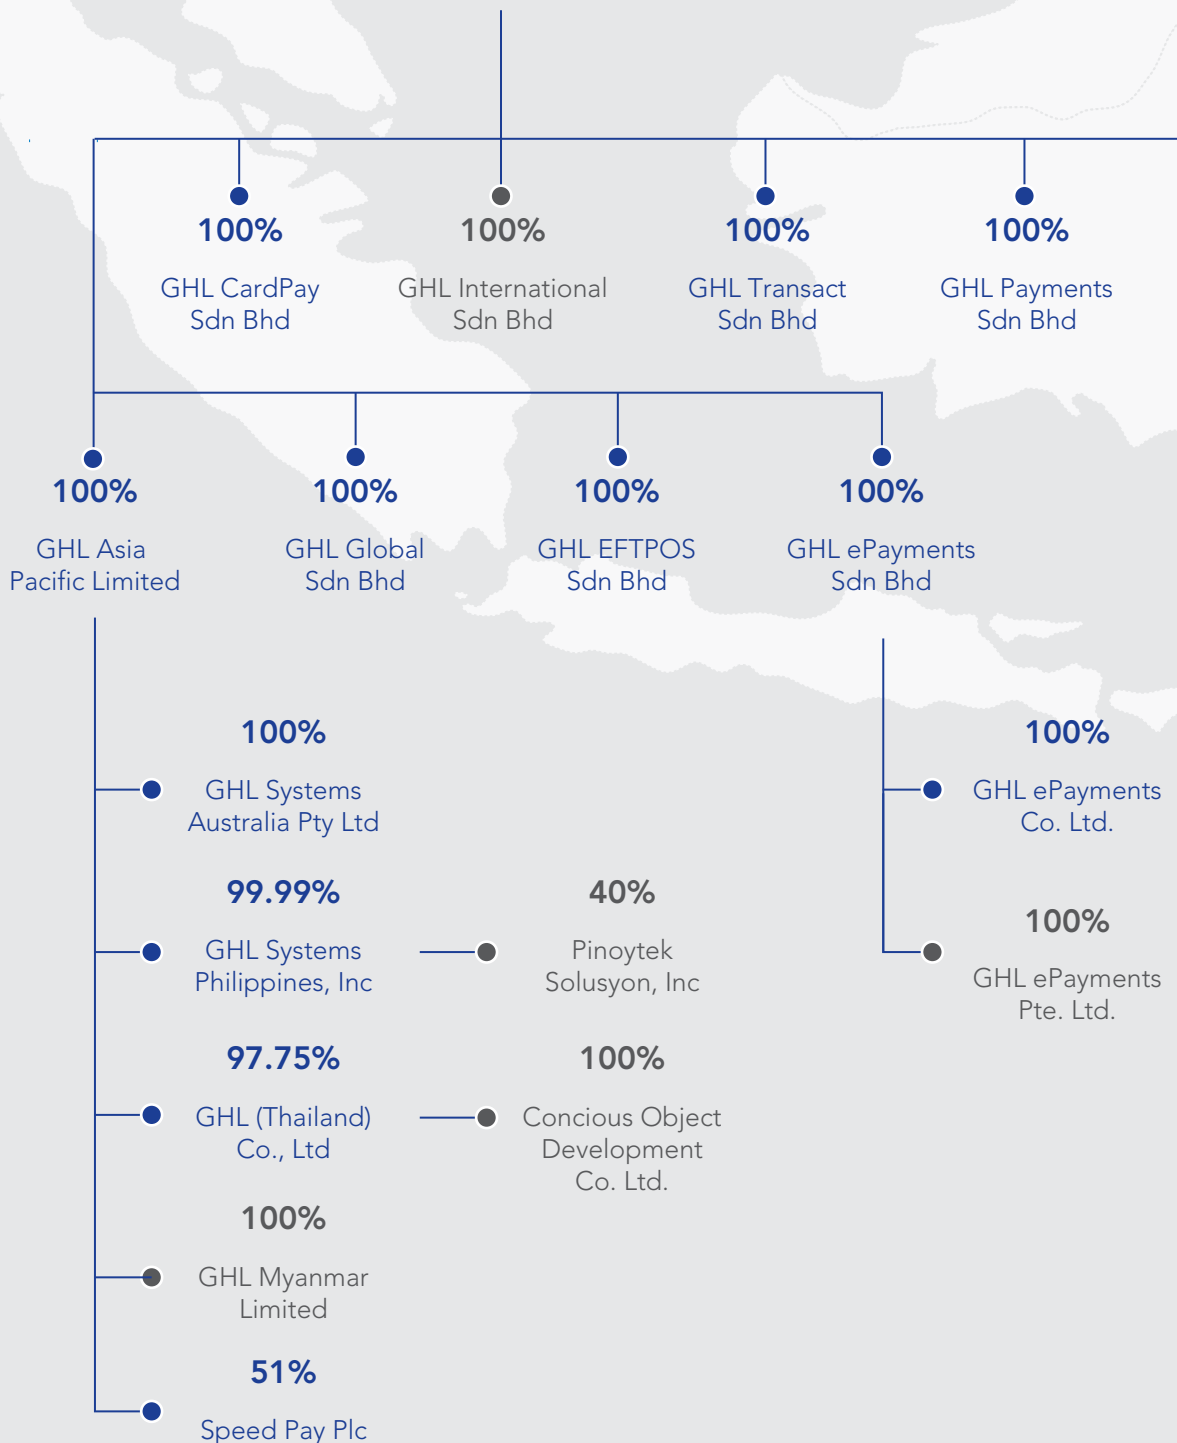 100%
GHL CardPay
Sdn Bhd
100%
GHL International
Sdn Bhd
100%
GHL Transact
Sdn Bhd
100%
GHL Payments
Sdn Bhd
100%
GHL Asia
Pacific Limited
100%
GHL Global
Sdn Bhd
100%
GHL EFTPOS
Sdn Bhd
100%
GHL ePayments
Sdn Bhd
100%
GHL Systems
Australia Pty Ltd
99.99%
GHL Systems
Philippines, Inc
40%
Pinoytek
Solusyon, Inc
97.75%
GHL (Thailand)
Co., Ltd
100%
Concious Object
Development
Co. Ltd.
100%
GHL Myanmar
Limited
51%
Speed Pay Plc
100%
GHL ePayments
Co. Ltd.
100%
GHL ePayments
Pte. Ltd.